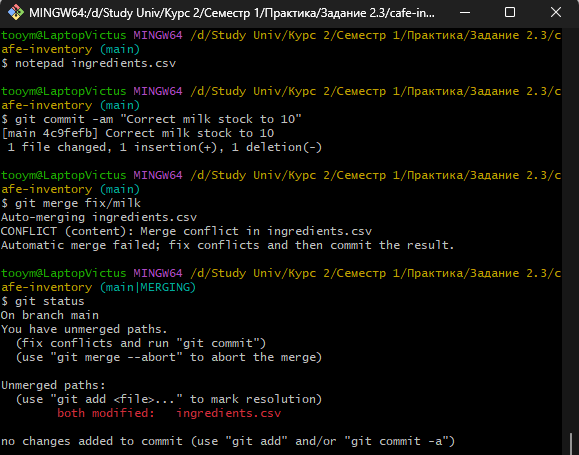 MINGW64:/d/Study Univ/Курс 2/Семестр 1/Практика/Задание 2.3/cafe-in...
tooym@LaptopVictus MINGW64 /d/Study Univ/Курс 2/Семестр 1/Практика/Задание 2.3/c
afe-inventory (main)
$ notepad ingredients.csv
tooym@LaptopVictus MINGW64 /d/Study Univ/Курс 2/Семестр 1/Практика/Задание 2.3/c
afe-inventory (main)
$ git commit -am "Correct milk stock to 10"
[main 4c9fefb] Correct milk stock to 10
 1 file changed, 1 insertion(+), 1 deletion(-)
tooym@LaptopVictus MINGW64 /d/Study Univ/Курс 2/Семестр 1/Практика/Задание 2.3/c
afe-inventory (main)
$ git merge fix/milk
Auto-merging ingredients.csv
CONFLICT (content): Merge conflict in ingredients.csv
Automatic merge failed; fix conflicts and then commit the result.
tooym@LaptopVictus MINGW64 /d/Study Univ/Курс 2/Семестр 1/Практика/Задание 2.3/c
afe-inventory (main|MERGING)
$ git status
On branch main
You have unmerged paths.
  (fix conflicts and run "git commit")
  (use "git merge --abort" to abort the merge)
Unmerged paths:
  (use "git add <file>..." to mark resolution)
        both modified:   ingredients.csv
no changes added to commit (use "git add" and/or "git commit -a")